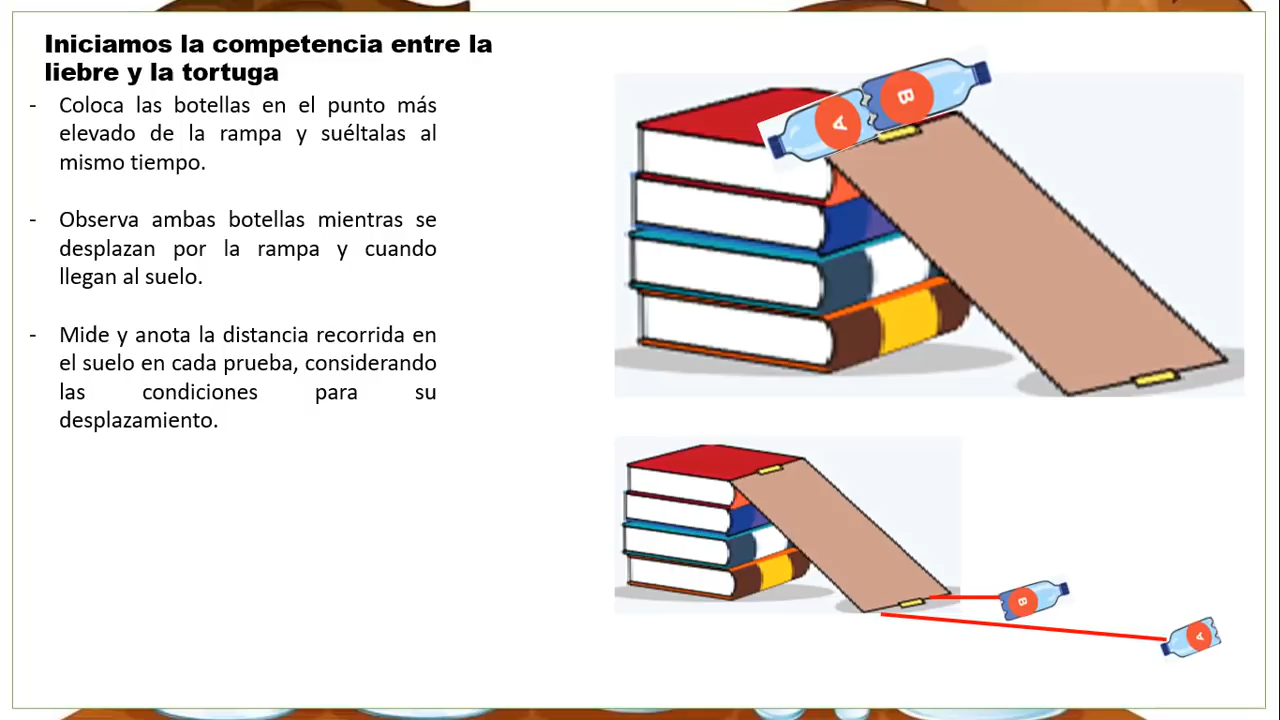 Iniciamos la competencia entre la
liebre y la tortuga
- Coloca las botellas en el punto más
elevado de la rampa y suéltalas al
mismo tiempo.
- Observa ambas botellas mientras se
desplazan por la rampa y cuando
llegan al suelo.
- Mide y anota la distancia recorrida en
el suelo en cada prueba, considerando
las condiciones para su
desplazamiento.
A
B
B
A